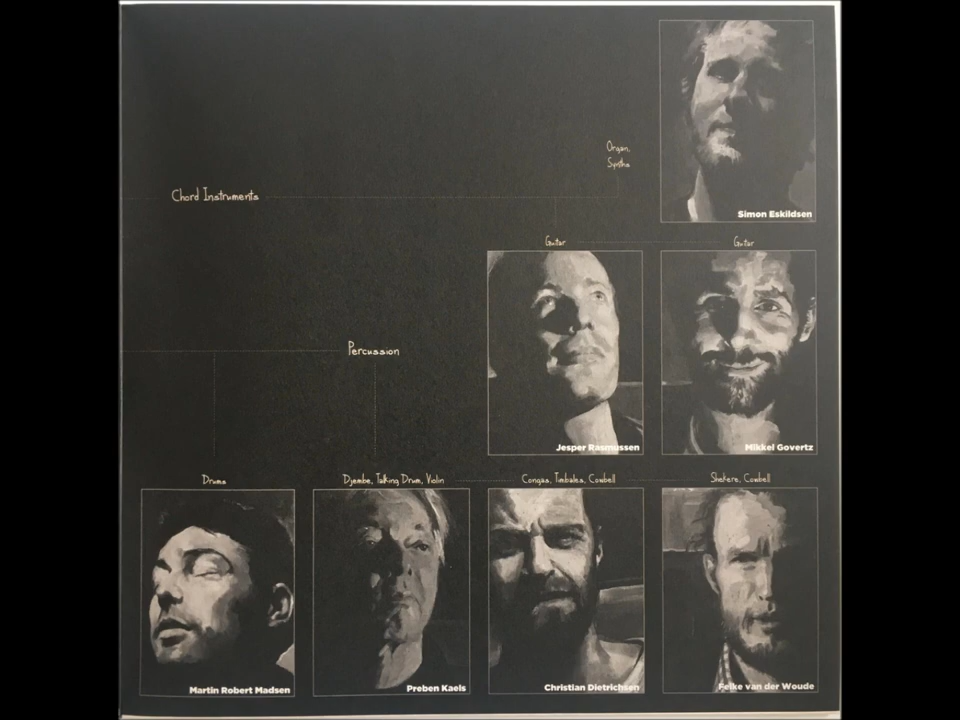 Organ,
Synths
Chord Instruments
Simon Eskildsen
Guitar
Guitar
Percussion
Jesper Rasmussen
Mikkel Govertz
Drums
Djembe, Talking Drum, Violin
Congas, Timbales, Cowbell
Shekere, Cowbell
Martin Robert Madsen
Preben Kaels
Christian Dietrichsen
Felke van der Woude